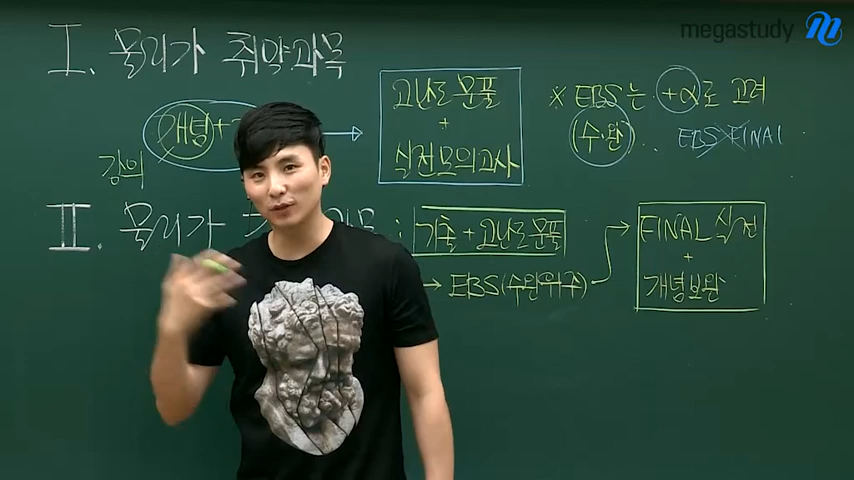 megastudy
I. 물리가 취약과목
개념+
강의
고난도 문풀
+
실전모의고사
※ EBS는 +α로 고려
(수·완) .. EBS FINAL
II. 물리가 : 기출+고난도 문풀
→ EBS(수완위주)
FINAL 실전
+
개념보완